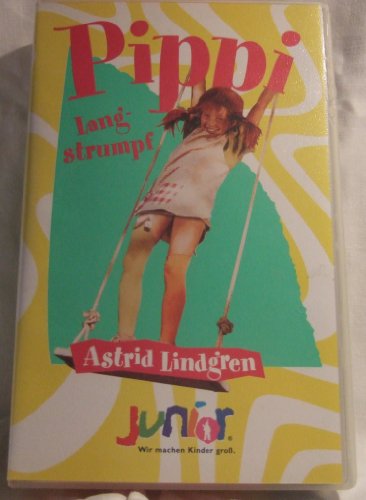 Pippi
Lang-
strumpf
Astrid Lindgren
junior®
Wir machen Kinder groß.